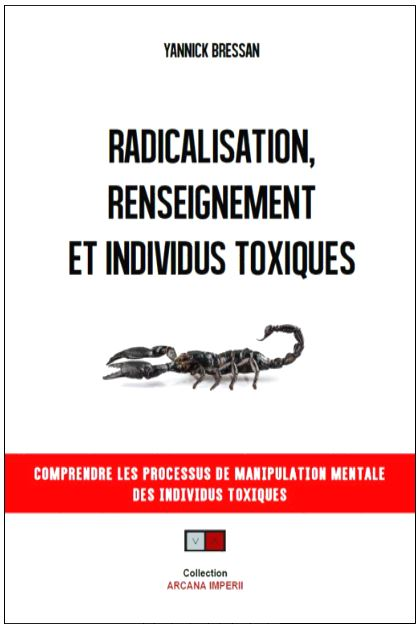 YANNICK BRESSAN
RADICALISATION,
RENSEIGNEMENT
ET INDIVIDUS TOXIQUES
COMPRENDRE LES PROCESSUS DE MANIPULATION MENTALE
DES INDIVIDUS TOXIQUES
V A
Collection
ARCANA IMPERII